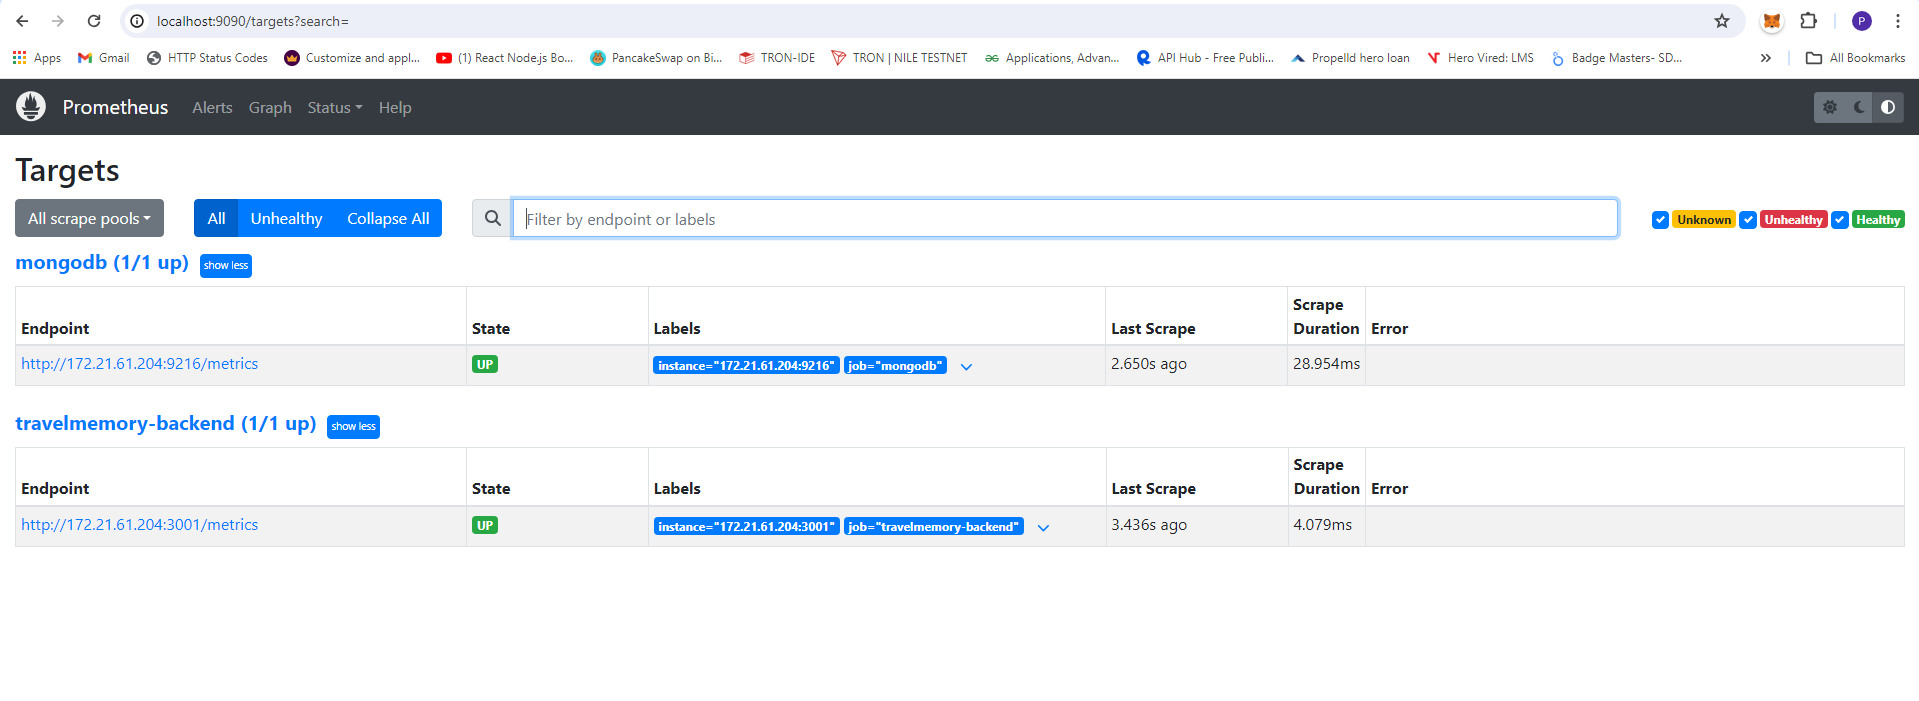 localhost:9090/targets?search=
P
Apps Gmail HTTP Status Codes Customize and appl... (1) React Node.js Bo... PancakeSwap on Bi... TRON-IDE TRON | NILE TESTNET Applications, Advan... API Hub - Free Publi... Propelld hero loan Hero Vired: LMS Badge Masters- SD... » All Bookmarks
Prometheus Alerts Graph Status Help
Targets
All scrape pools All Unhealthy Collapse All Filter by endpoint or labels Unknown Unhealthy Healthy
mongodb (1/1 up) show less
Endpoint State Labels Last Scrape Scrape Duration Error
http://172.21.61.204:9216/metrics UP instance="172.21.61.204:9216" job="mongodb" 2.650s ago 28.954ms
travelmemory-backend (1/1 up) show less
Endpoint State Labels Last Scrape Scrape Duration Error
http://172.21.61.204:3001/metrics UP instance="172.21.61.204:3001" job="travelmemory-backend" 3.436s ago 4.079ms